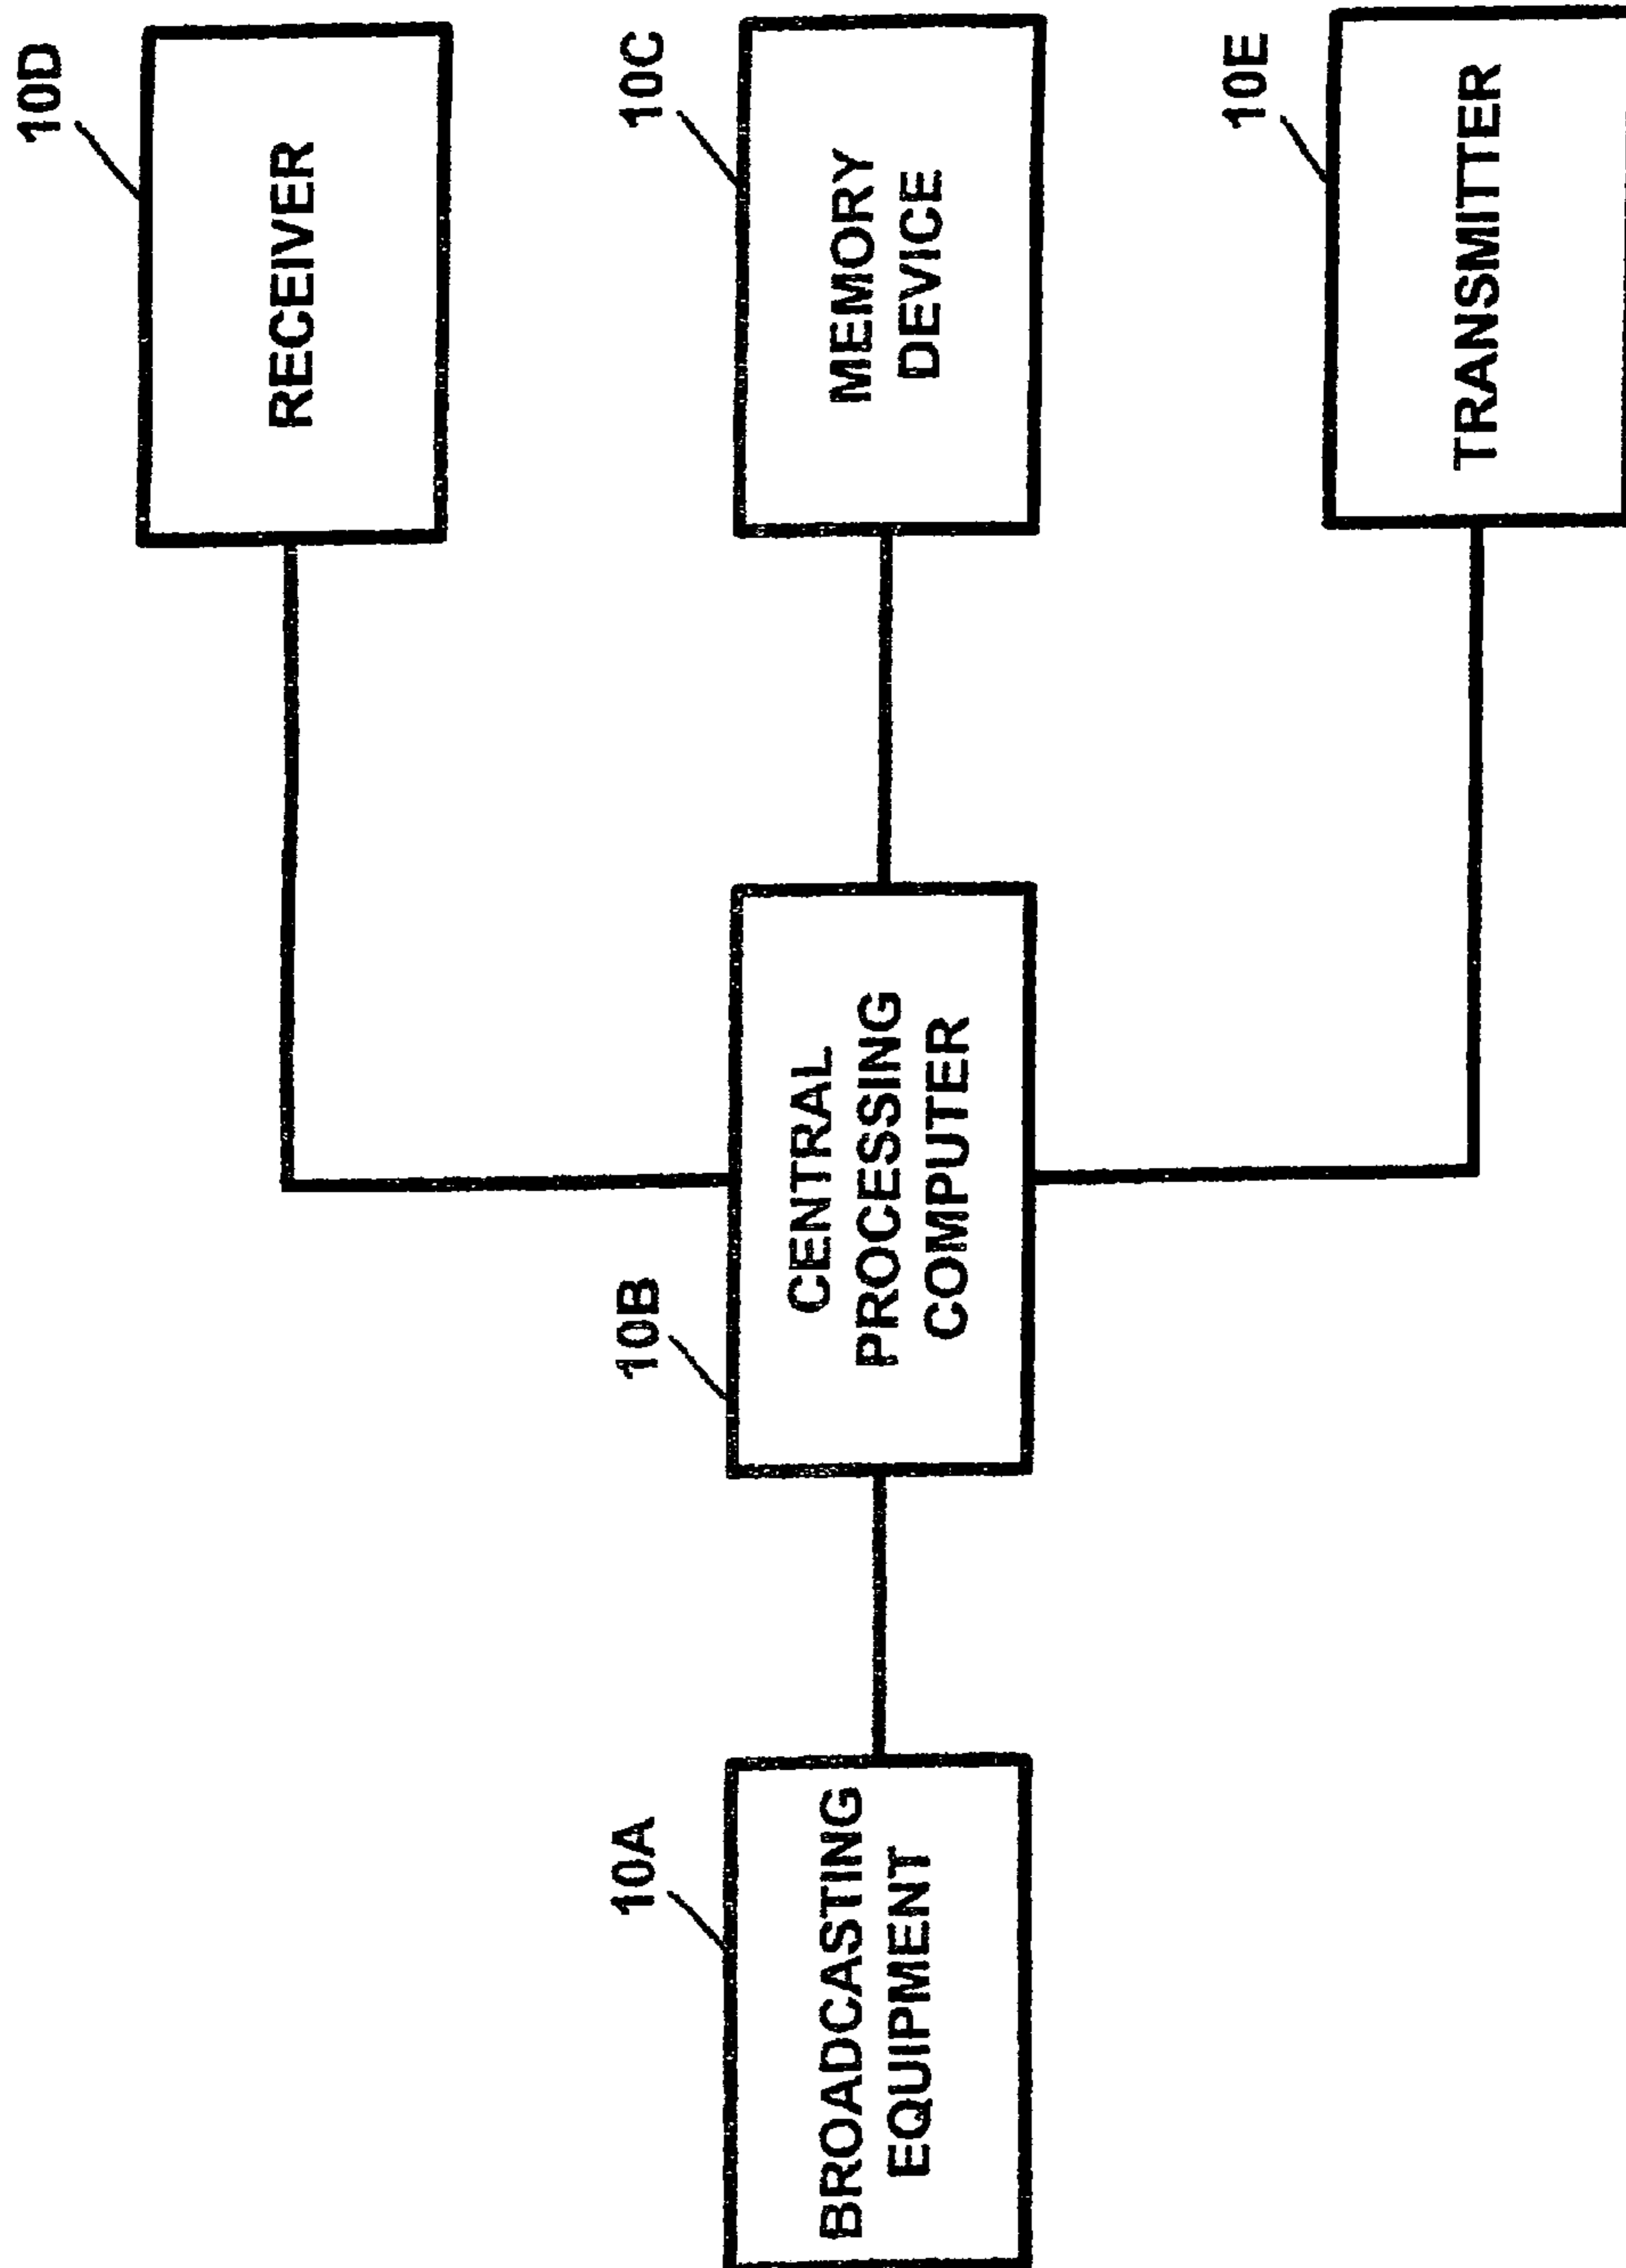 10D
RECEIVER
10B
CENTRAL
PROCESSING
COMPUTER
10C
MEMORY
DEVICE
10A
BROADCASTING
EQUIPMENT
10E
TRANSMITTER